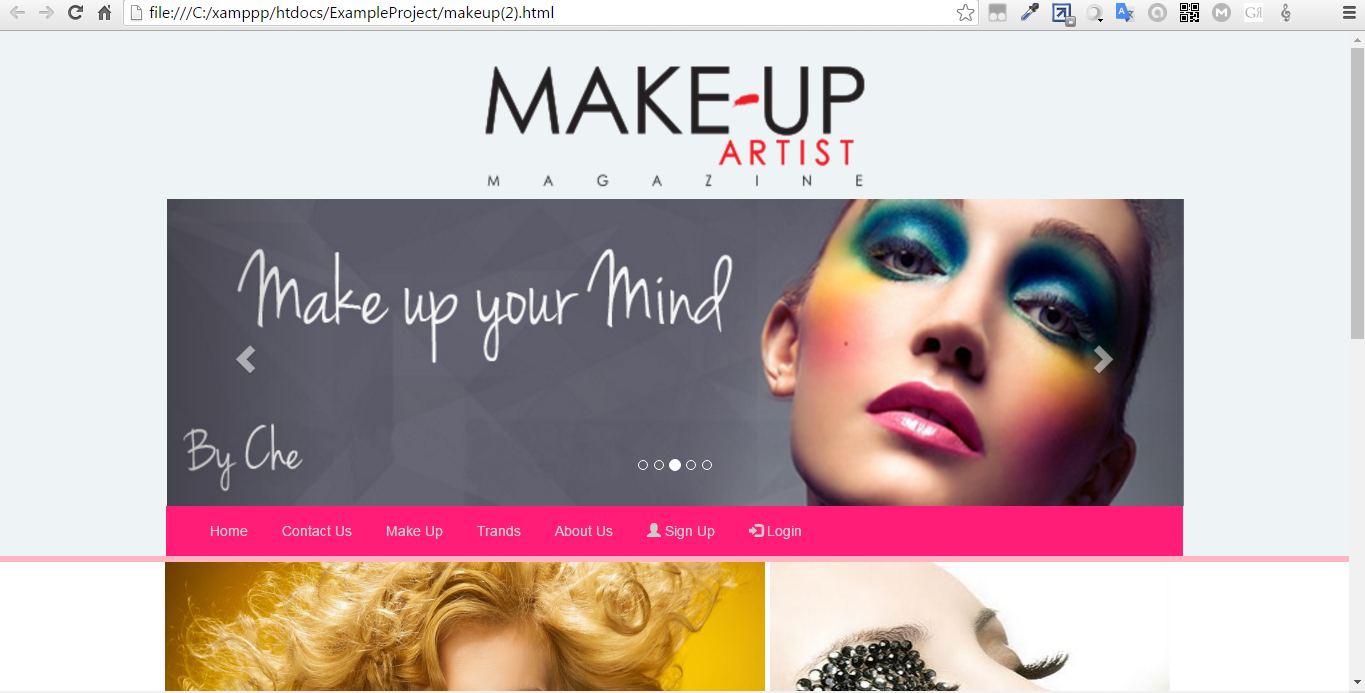 file:///C:/xamppp/htdocs/ExampleProject/makeup(2).html
MAKE-UP
ARTIST
MAGAZINE
Make up your Mind
By Che
Home Contact Us Make Up Trands About Us Sign Up Login